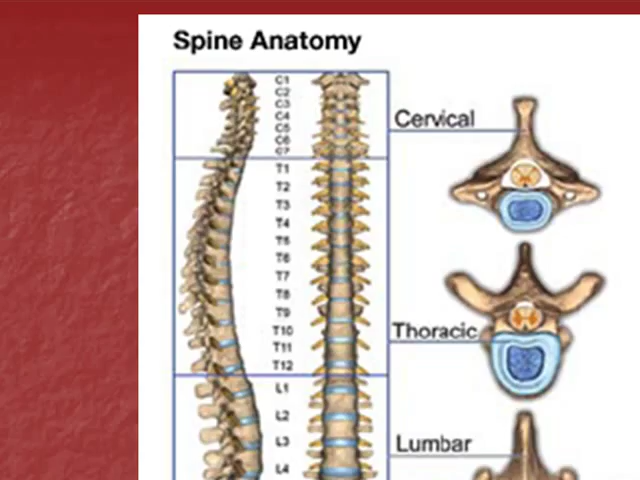 Spine Anatomy
C1
C2
C3
C4
C5
C6
C7
Cervical
T1
T2
T3
T4
T5
T6
T7
T8
T9
T10
T11
T12
Thoracic
L1
L2
L3
L4
Lumbar